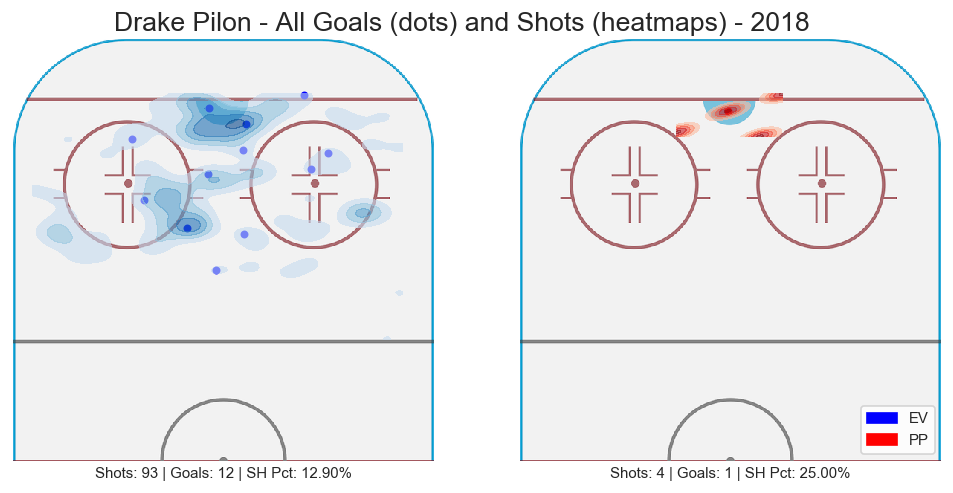 Drake Pilon - All Goals (dots) and Shots (heatmaps) - 2018
EV
PP
Shots: 93 | Goals: 12 | SH Pct: 12.90%
Shots: 4 | Goals: 1 | SH Pct: 25.00%